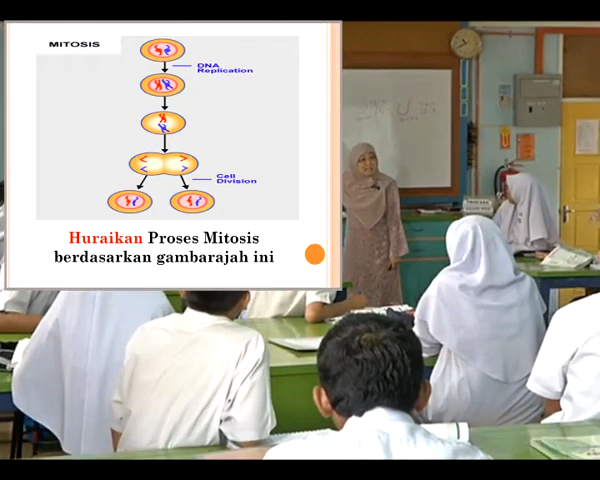 MITOSIS
DNA
Replication
Cell
Division
Huraikan Proses Mitosis
berdasarkan gambarajah ini